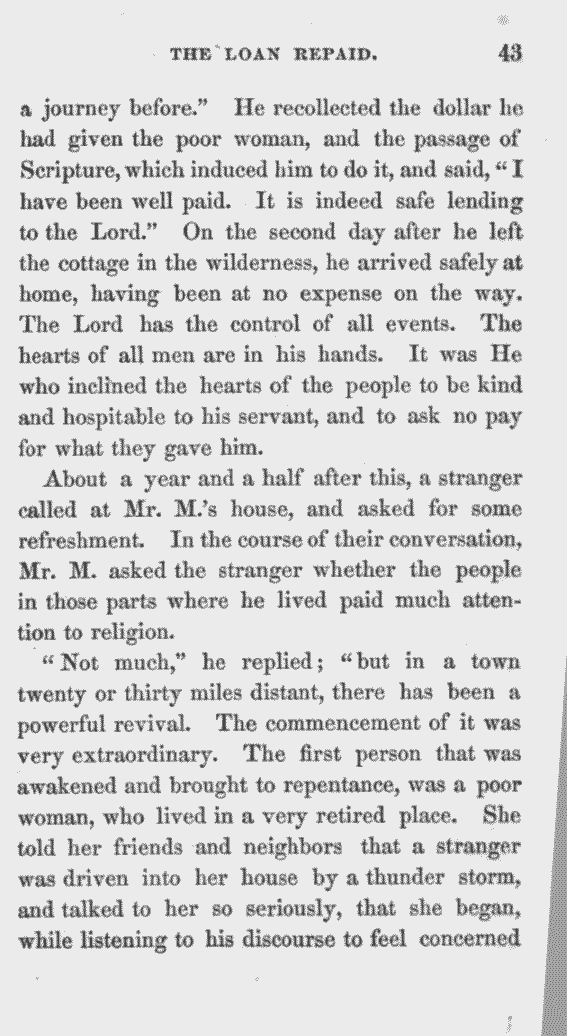 THE LOAN REPAID. 43
a journey before.” He recollected the dollar he
had given the poor woman, and the passage of
Scripture, which induced him to do it, and said, “I
have been well paid. It is indeed safe lending
to the Lord.” On the second day after he left
the cottage in the wilderness, he arrived safely at
home, having been at no expense on the way.
The Lord has the control of all events. The
hearts of all men are in his hands. It was He
who inclined the hearts of the people to be kind
and hospitable to his servant, and to ask no pay
for what they gave him.
About a year and a half after this, a stranger
called at Mr. M.’s house, and asked for some
refreshment. In the course of their conversation,
Mr. M. asked the stranger whether the people
in those parts where he lived paid much atten-
tion to religion.
“Not much,” he replied; “but in a town
twenty or thirty miles distant, there has been a
powerful revival. The commencement of it was
very extraordinary. The first person that was
awakened and brought to repentance, was a poor
woman, who lived in a very retired place. She
told her friends and neighbors that a stranger
was driven into her house by a thunder storm,
and talked to her so seriously, that she began,
while listening to his discourse to feel concerned